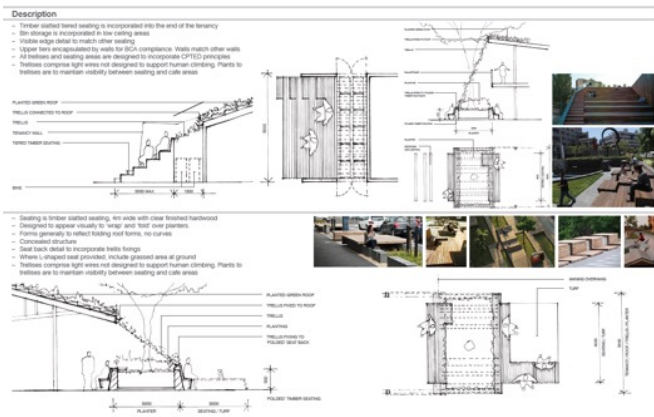 Description
– Timber slatted tiered seating is incorporated into the end of the tenancy
– Bin storage is incorporated in low ceiling areas
– Visible edge detail to match other seating
– Upper tiers encapsulated by walls for BCA compliance. Walls match other walls
– All trellises and seating areas are designed to incorporate CPTED principles
– Trellises comprise light wires not designed to support human climbing. Plants to
trellises are to maintain visibility between seating and cafe areas
PLANTED GREEN ROOF
TRELLIS CONNECTED TO ROOF
TRELLIS
TENANCY WALL
TIERED TIMBER SEATING
BINS
3000 MAX
– Seating is timber slatted seating, 4m wide with clear finished hardwood
– Designed to appear visually to 'wrap' and 'fold' over planters
– Forms generally to reflect folding roof forms, no curves
– Concealed structure
– Seat back detail to incorporate trellis fixings
– Where L-shaped seat provided, include grassed area at ground
– Trellises comprise light wires not designed to support human climbing. Plants to
trellises are to maintain visibility between seating and cafe areas
PLANTED GREEN ROOF
TRELLIS FIXED TO ROOF
TRELLIS
PLANTING
TRELLIS FIXING TO
FOLDED SEAT BACK
FOLDED TIMBER SEATING
PLANTER
SEATING / TURF
AWNING OVERHANG
TURF
SEATING / TURF